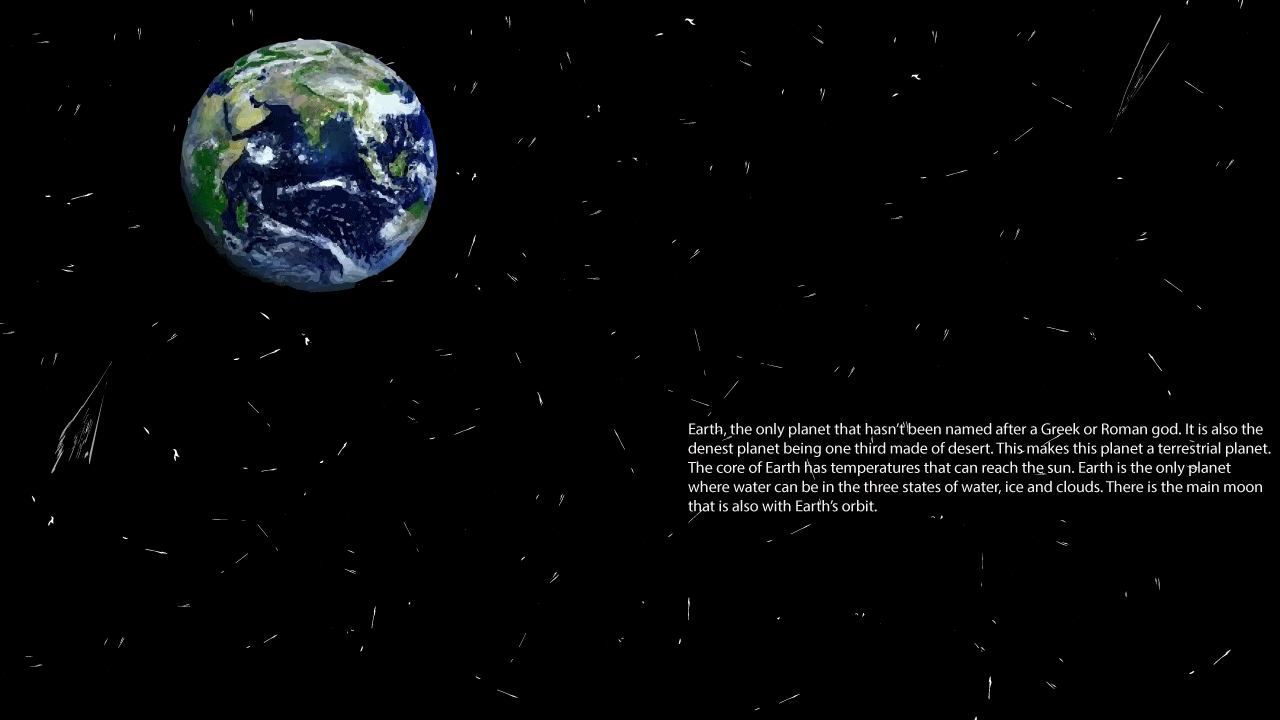 Earth, the only planet that hasn't been named after a Greek or Roman god. It is also the
denest planet being one third made of desert. This makes this planet a terrestrial planet.
The core of Earth has temperatures that can reach the sun. Earth is the only planet
where water can be in the three states of water, ice and clouds. There is the main moon
that is also with Earth's orbit.